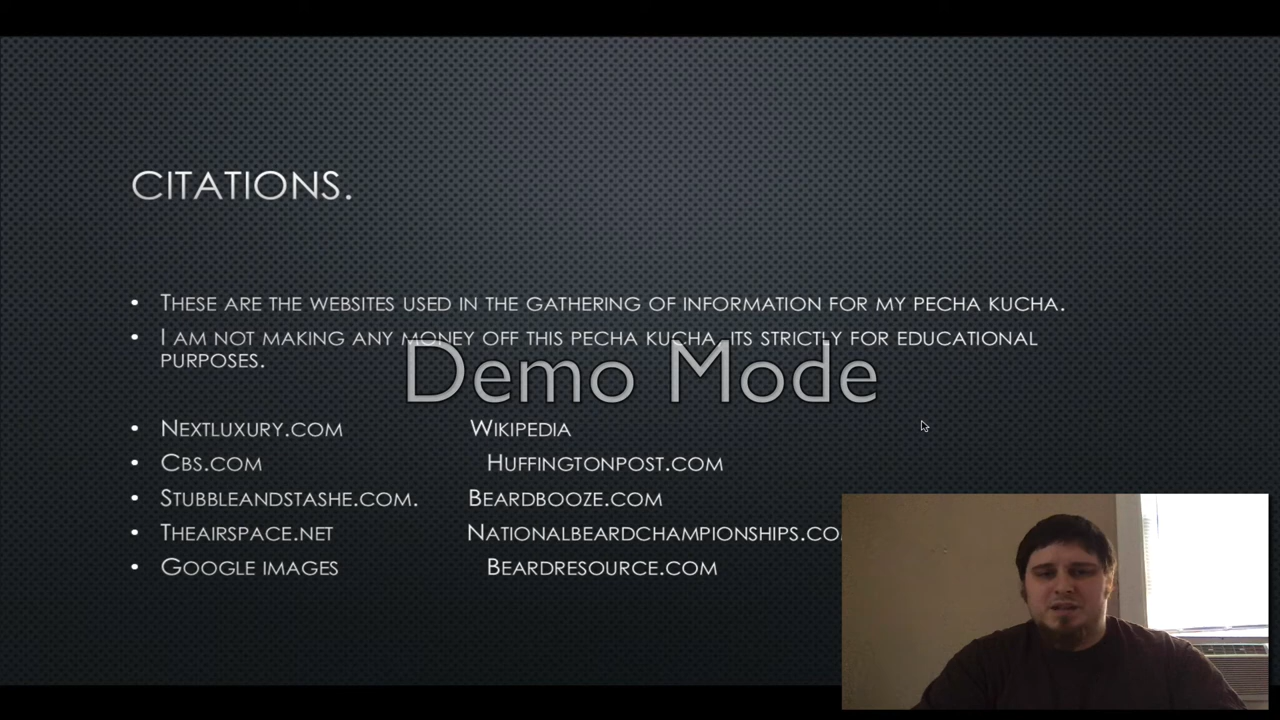 CITATIONS.
THESE ARE THE WEBSITES USED IN THE GATHERING OF INFORMATION FOR MY PECHA KUCHA.
I AM NOT MAKING ANY MONEY OFF THIS PECHA KUCHA, ITS STRICTLY FOR EDUCATIONAL
PURPOSES.
Demo Mode
NEXTLUXURY.COM WIKIPEDIA
CBS.COM HUFFINGTONPOST.COM
STUBBLEANDSTASHE.COM. BEARDBOOZE.COM
THEAIRSPACE.NET NATIONALBEARDCHAMPIONSHIPS.CO
GOOGLE IMAGES BEARDRESOURCE.COM